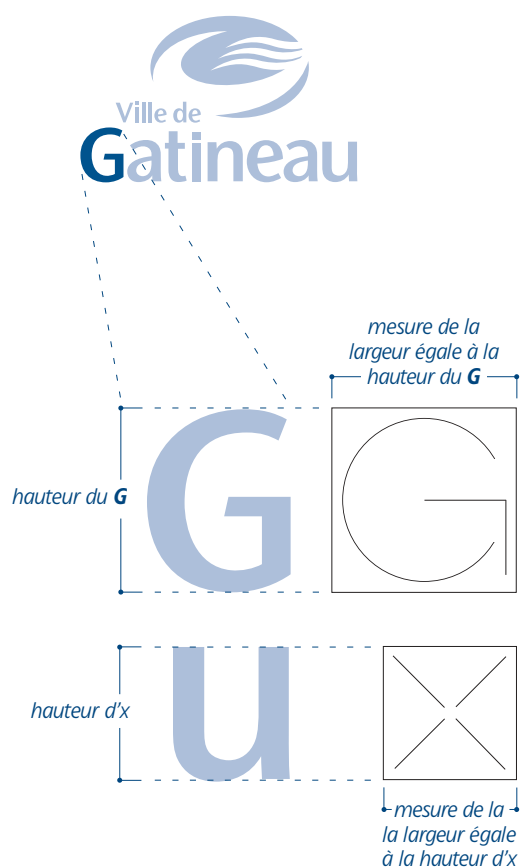 Ville de
Gatineau
mesure de la
largeur égale à la
hauteur du G
hauteur du G
G
G
u
hauteur d'x
mesure de la
la largeur égale
à la hauteur d'x